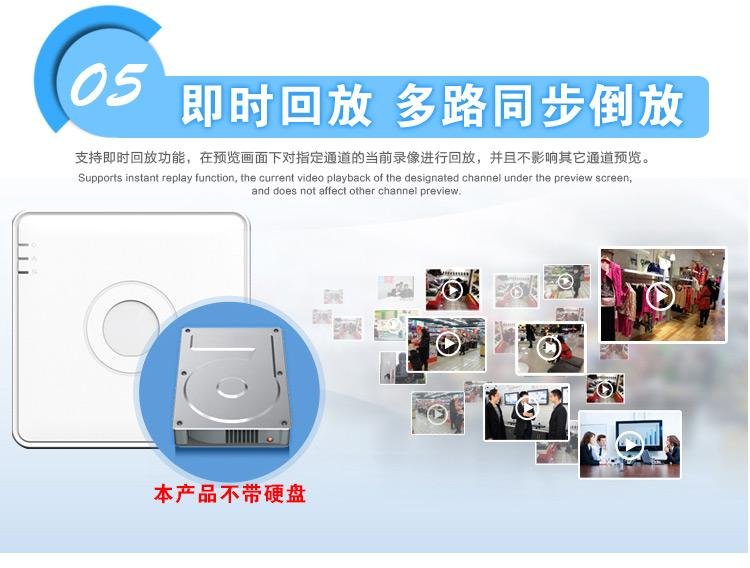 05
即时回放 多路同步倒放
支持即时回放功能，在预览画面下对指定通道的当前录像进行回放，并且不影响其它通道预览。
Supports instant replay function, the current video playback of the designated channel under the preview screen,
and does not affect other channel preview.
本产品不带硬盘